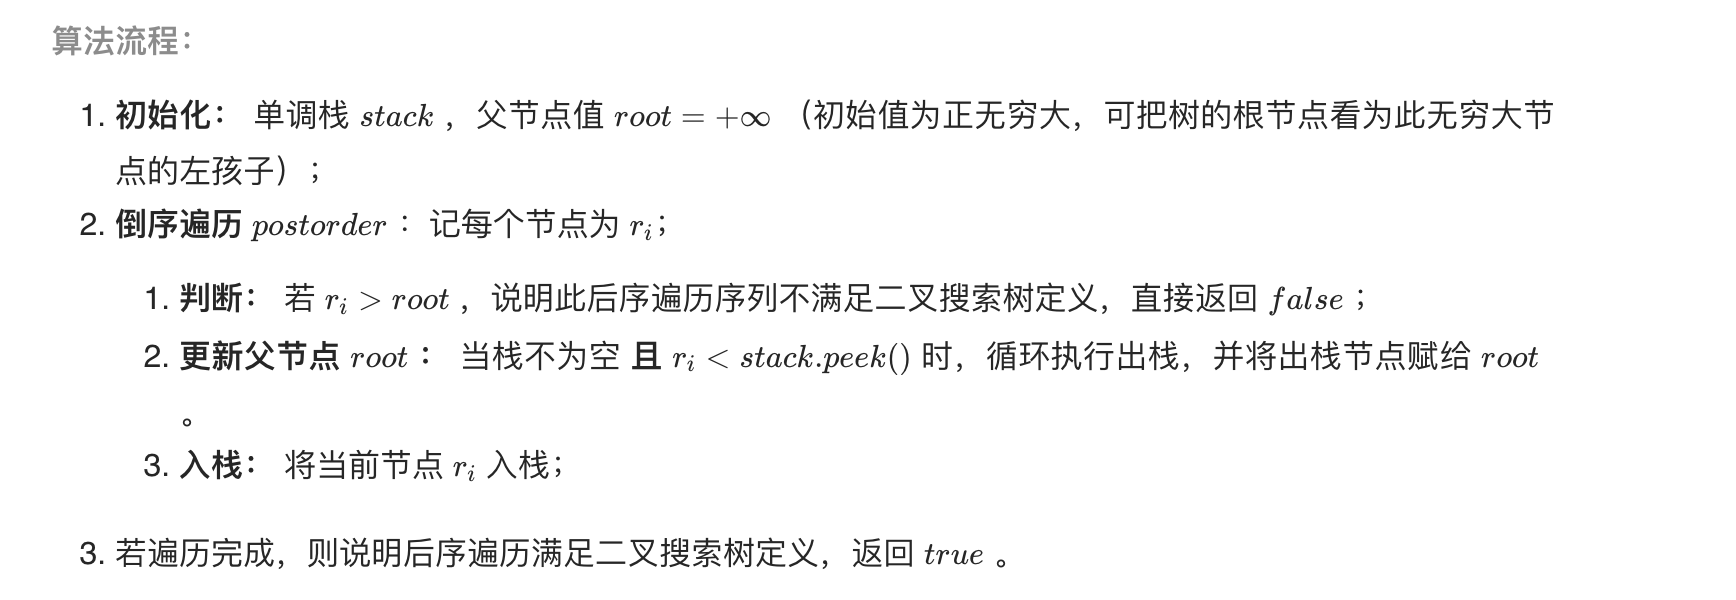 算法流程：
1. 初始化： 单调栈 stack ，父节点值 root = +∞ （初始值为正无穷大，可把树的根节点看为此无穷大节
点的左孩子）；
2. 倒序遍历 postorder ：记每个节点为 rᵢ；
1. 判断： 若 rᵢ > root ，说明此后序遍历序列不满足二叉搜索树定义，直接返回 false ；
2. 更新父节点 root ： 当栈不为空 且 rᵢ < stack.peek() 时，循环执行出栈，并将出栈节点赋给 root
。
3. 入栈： 将当前节点 rᵢ 入栈；
3. 若遍历完成，则说明后序遍历满足二叉搜索树定义，返回 true 。